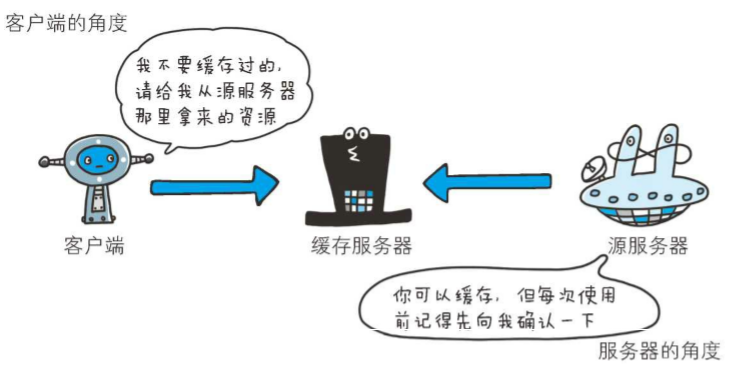 客户端的角度
我不要缓存过的，
请给我从源服务器
那里拿来的资源
客户端
缓存服务器
源服务器
你可以缓存，但每次使用
前记得先向我确认一下
服务器的角度